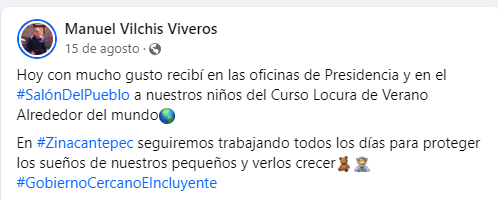 Manuel Vilchis Viveros
15 de agosto ·
Hoy con mucho gusto recibí en las oficinas de Presidencia y en el
#SalónDelPueblo a nuestros niños del Curso Locura de Verano
Alrededor del mundo🌎
En #Zinacantepec seguiremos trabajando todos los días para proteger
los sueños de nuestros pequeños y verlos crecer🧸👨‍🚀
#GobiernoCercanoEIncluyente